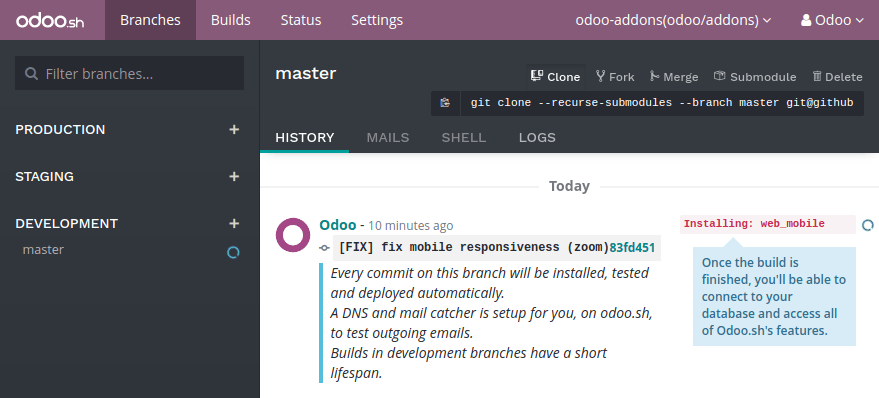 odoo.sh Branches Builds Status Settings odoo-addons(odoo/addons) Odoo
Filter branches...
PRODUCTION +
STAGING +
DEVELOPMENT +
master
master
Clone Fork Merge Submodule Delete
git clone --recurse-submodules --branch master git@github
HISTORY MAILS SHELL LOGS
Today
Odoo - 10 minutes ago
[FIX] fix mobile responsiveness (zoom)83fd451
Every commit on this branch will be installed, tested
and deployed automatically.
A DNS and mail catcher is setup for you, on odoo.sh,
to test outgoing emails.
Builds in development branches have a short
lifespan.
Installing: web_mobile
Once the build is
finished, you'll be able to
connect to your
database and access all
of Odoo.sh's features.